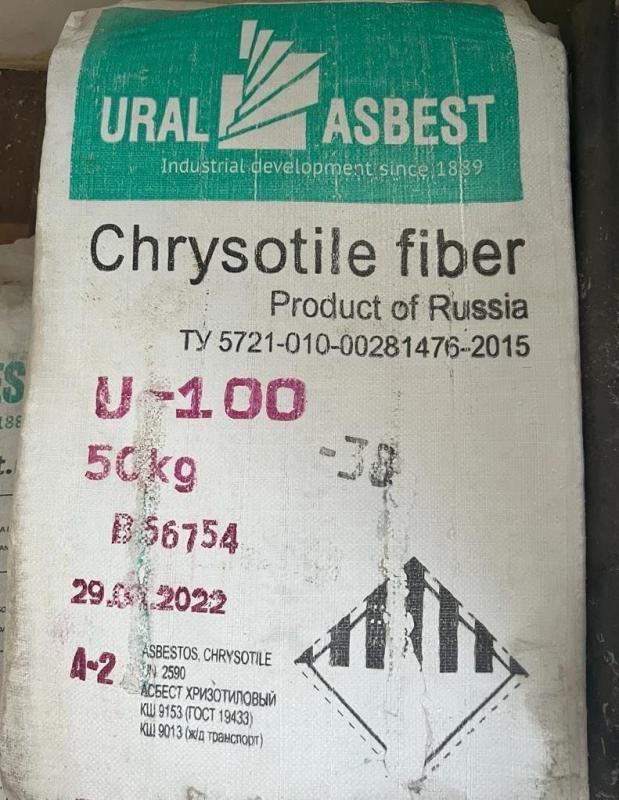 URAL ASBEST
Industrial development since 1889
Chrysotile fiber
Product of Russia
ТУ 5721-010-00281476-2015
U-100
50kg
-38
B 56754
2022
A-2
ASBESTOS, CHRYSOTILE
UN 2590
АСБЕСТ ХРИЗОТИЛОВЫЙ
КШ 9153 (ГОСТ 19433)
КШ 9013 (ж/д транспорт)